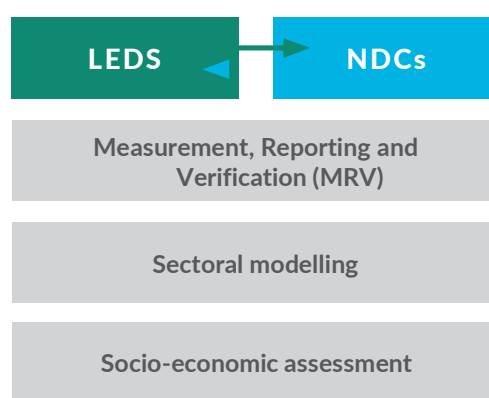 LEDS
NDCs
Measurement, Reporting and
Verification (MRV)
Sectoral modelling
Socio-economic assessment